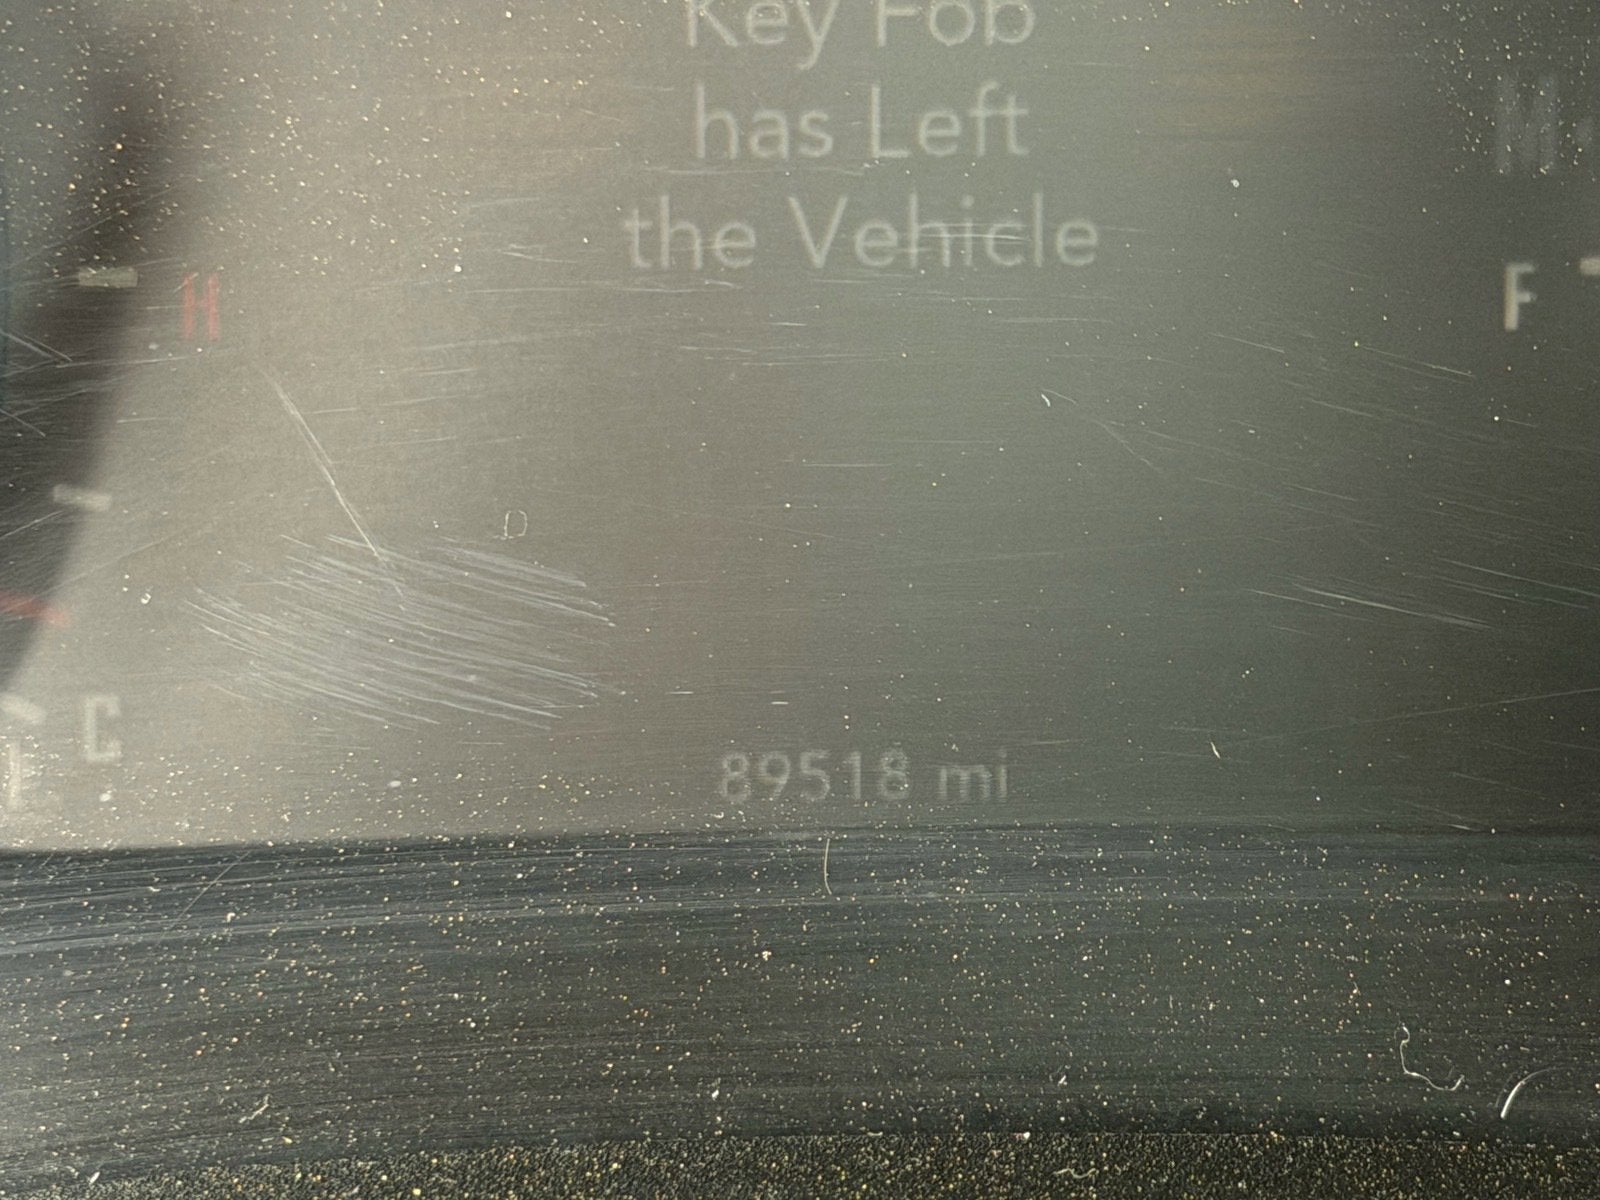 Key Fob
has Left
the Vehicle
H
F
C
89518 mi